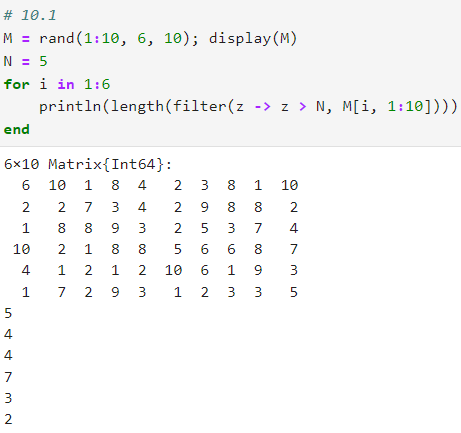 # 10.1
M = rand(1:10, 6, 10); display(M)
N = 5
for i in 1:6
    println(length(filter(z -> z > N, M[i, 1:10])))
end
6×10 Matrix{Int64}:
  6  10  1  8  4   2  3  8  1  10
  2   2  7  3  4   2  9  8  8   2
  1   8  8  9  3   2  5  3  7   4
 10   2  1  8  8   5  6  6  8   7
  4   1  2  1  2  10  6  1  9   3
  1   7  2  9  3   1  2  3  3   5
5
4
4
7
3
2